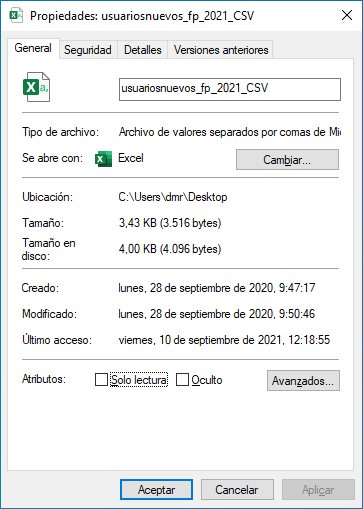 Propiedades: usuariosnuevos_fp_2021_CSV
General Seguridad Detalles Versiones anteriores
usuariosnuevos_fp_2021_CSV
Tipo de archivo: Archivo de valores separados por comas de Mi
Se abre con: Excel Cambiar...
Ubicación: C:\Users\dmr\Desktop
Tamaño: 3,43 KB (3.516 bytes)
Tamaño en
disco: 4,00 KB (4.096 bytes)
Creado: lunes, 28 de septiembre de 2020, 9:47:17
Modificado: lunes, 28 de septiembre de 2020, 9:50:46
Último acceso: viernes, 10 de septiembre de 2021, 12:18:55
Atributos: Solo lectura Oculto Avanzados...
Aceptar Cancelar Aplicar